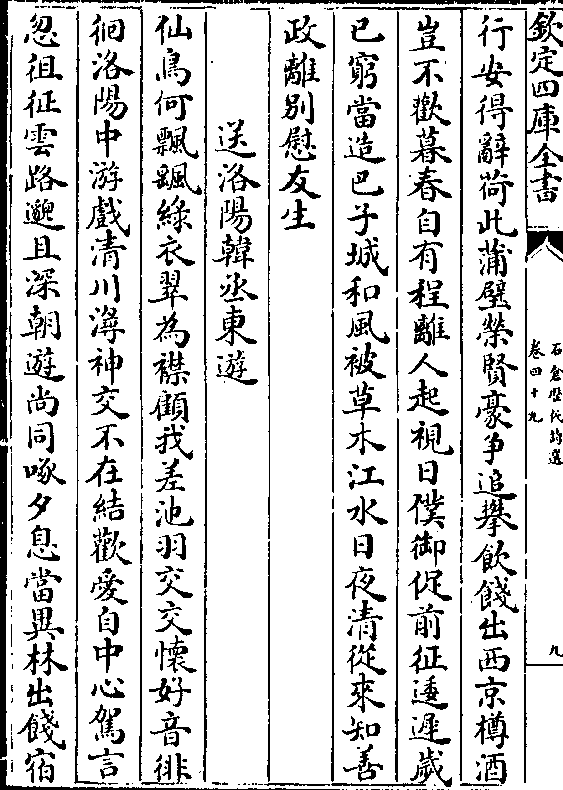 欽定四庫全書
石倉歷代詩選
卷四十九
九
行安得辭荷此蒲璧榮賢豪爭追攀飲餞出西京樽酒
豈不歡暮春自有程離人起視日僕御促前征逶遲歲
已窮當造巴子城和風被草木江水日夜清從來知善
政離別慰友生
送洛陽韓丞東遊
仙鳥何飄颻綠衣翠為襟顧我差池羽交交懷好音徘
徊洛陽中游戲清川潯神交不在結歡愛自中心駕言
忽徂征雲路邈且深朝遊尚同啄夕息當異林出餞宿